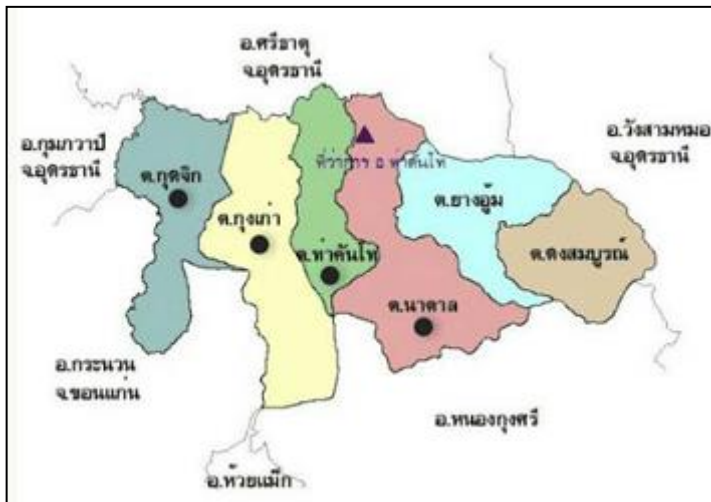 อ.ศรีธาตุ
จ.อุดรธานี
อ.กุมภวาปี
จ.อุดรธานี
อ.วังสามหมอ
จ.อุดรธานี
ที่ว่าการ อ ท่าคันโท
ต.กุดจิก
ต.กุงเก่า
ต.ยางอู้ม
ต.ท่าคันโท
ต.ดงสมบูรณ์
ต.นาตาล
อ.กระนวน
จ.ขอนแก่น
อ.หนองกุงศรี
อ.ห้วยเม็ก